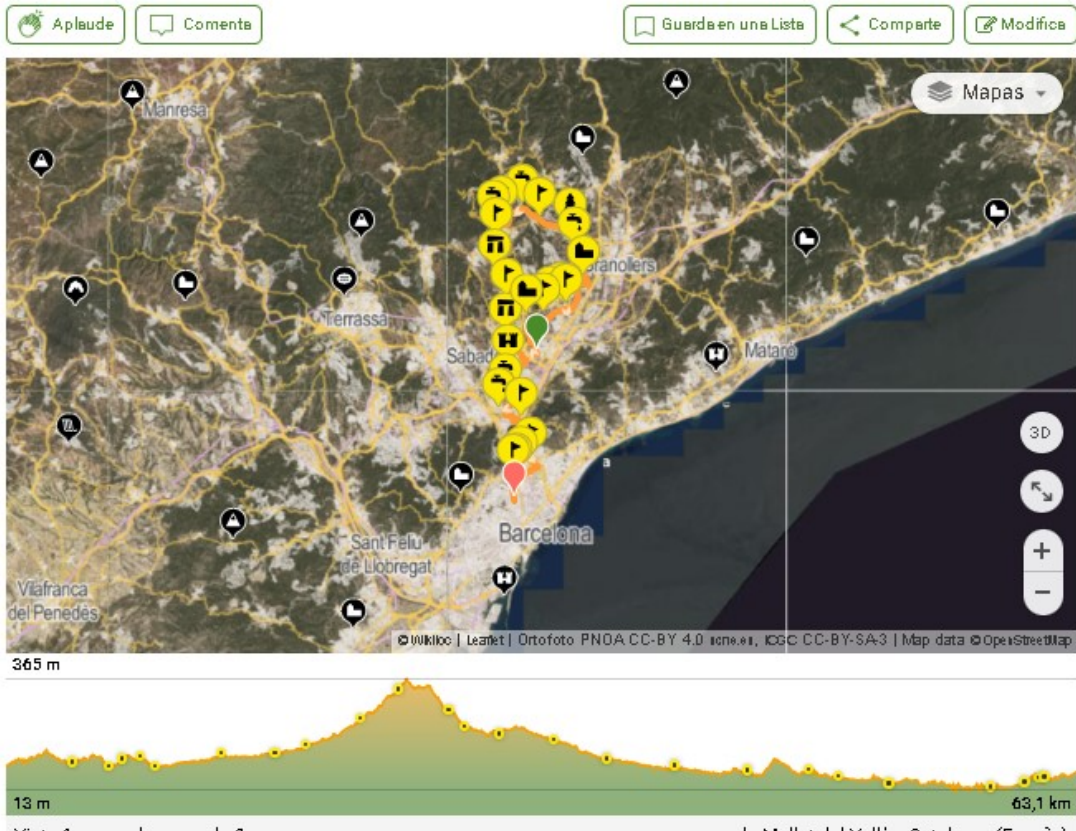 Aplaude
Comenta
Guarda en una Lista
Comparte
Modifica
Mapas
Manresa
Granollers
Terrassa
Sabad
Mataró
3D
Barcelona
Sant Feliu
de Llobregat
Vilafranca
del Penedès
+
−
© Wikiloc | Leaflet | Ortofoto PNOA CC-BY 4.0 scne.es, ICGC CC-BY-SA-3 | Map data © OpenStreetMap
365 m
13 m
63,1 km